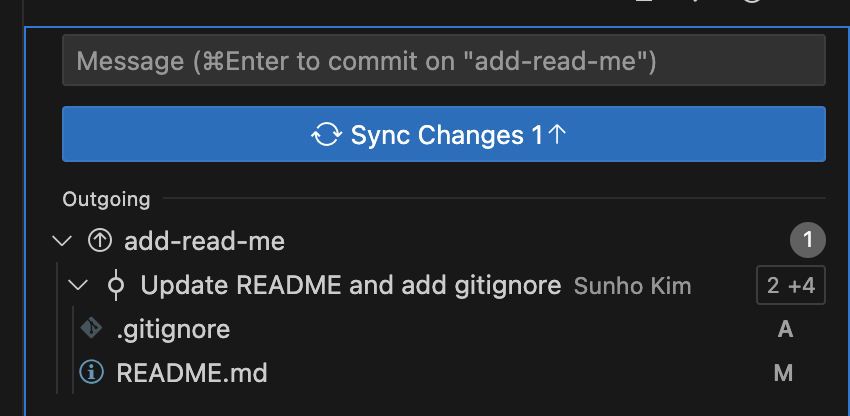 Message (⌘Enter to commit on "add-read-me")
Sync Changes 1↑
Outgoing
add-read-me 1
Update README and add gitignore Sunho Kim 2 +4
.gitignore A
README.md M